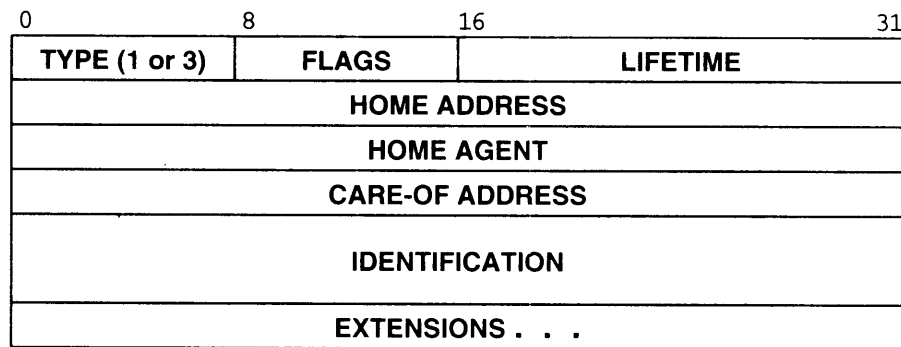 0 8 16 31
TYPE (1 or 3) FLAGS LIFETIME
HOME ADDRESS
HOME AGENT
CARE-OF ADDRESS
IDENTIFICATION
EXTENSIONS . . .